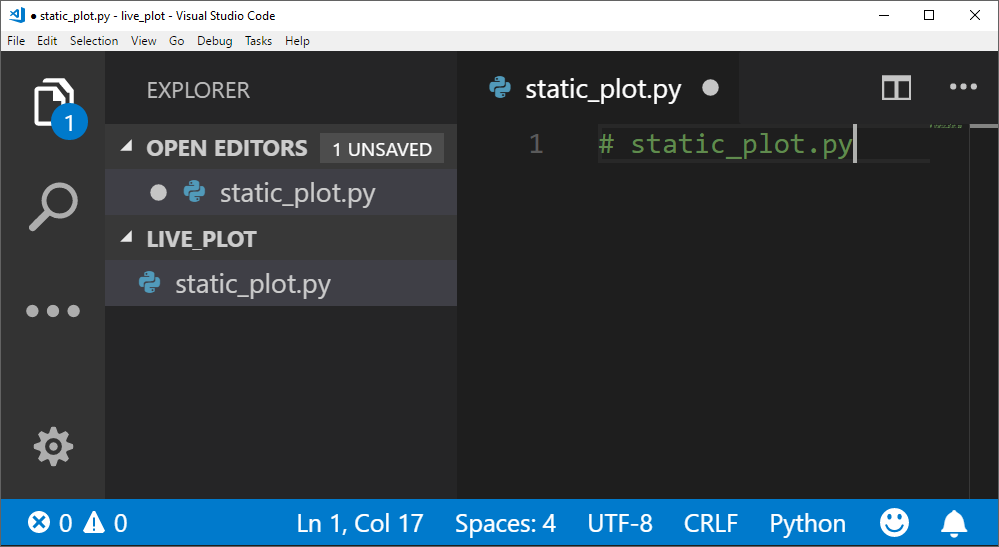 ● static_plot.py - live_plot - Visual Studio Code
File Edit Selection View Go Debug Tasks Help
EXPLORER
1
OPEN EDITORS 1 UNSAVED
static_plot.py
LIVE_PLOT
static_plot.py
static_plot.py
1 # static_plot.py
0 0 Ln 1, Col 17 Spaces: 4 UTF-8 CRLF Python